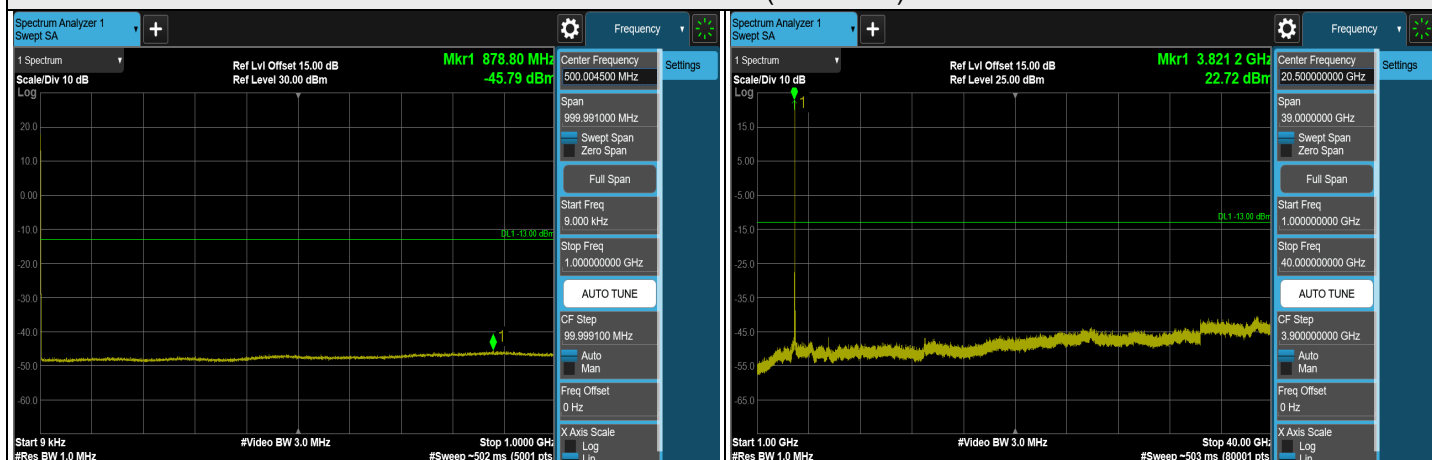 Spectrum Analyzer 1
Swept SA
+
Frequency
1 Spectrum
Scale/Div 10 dB
Log
Ref Lvl Offset 15.00 dB
Ref Level 30.00 dBm
Mkr1 878.80 MHz
-45.79 dBm
Center Frequency
500.004500 MHz
Settings
Span
999.991000 MHz
Swept Span
Zero Span
Full Span
Start Freq
9.000 kHz
Stop Freq
1.000000000 GHz
AUTO TUNE
CF Step
99.999100 MHz
Auto
Man
Freq Offset
0 Hz
X Axis Scale
Log
Lin
20.0
10.0
0.00
-10.0
DL1 -13.00 dBm
-20.0
-30.0
-40.0
1
-50.0
-60.0
Start 9 kHz
#Video BW 3.0 MHz
Stop 1.0000 GHz
#Res BW 1.0 MHz
#Sweep ~502 ms (5001 pts)
Spectrum Analyzer 1
Swept SA
+
Frequency
1 Spectrum
Scale/Div 10 dB
Log
Ref Lvl Offset 15.00 dB
Ref Level 25.00 dBm
Mkr1 3.821 2 GHz
22.72 dBm
Center Frequency
20.500000000 GHz
Settings
Span
39.0000000 GHz
Swept Span
Zero Span
Full Span
Start Freq
1.000000000 GHz
Stop Freq
40.000000000 GHz
AUTO TUNE
CF Step
3.900000000 GHz
Auto
Man
Freq Offset
0 Hz
X Axis Scale
Log
Lin
1
15.0
5.00
-5.00
DL1 -13.00 dBm
-15.0
-25.0
-35.0
-45.0
-55.0
-65.0
Start 1.00 GHz
#Video BW 3.0 MHz
Stop 40.00 GHz
#Res BW 1.0 MHz
#Sweep ~503 ms (80001 pts)